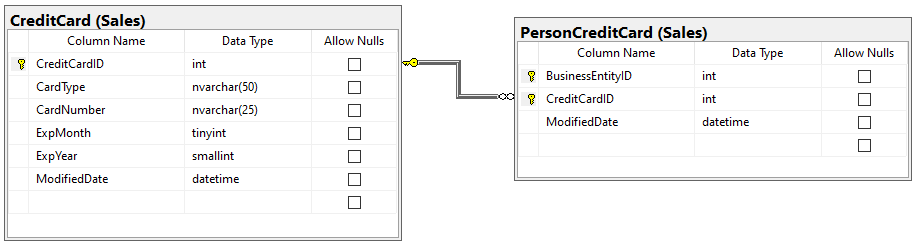 CreditCard (Sales)
Column Name Data Type Allow Nulls
CreditCardID int
CardType nvarchar(50)
CardNumber nvarchar(25)
ExpMonth tinyint
ExpYear smallint
ModifiedDate datetime
PersonCreditCard (Sales)
Column Name Data Type Allow Nulls
BusinessEntityID int
CreditCardID int
ModifiedDate datetime